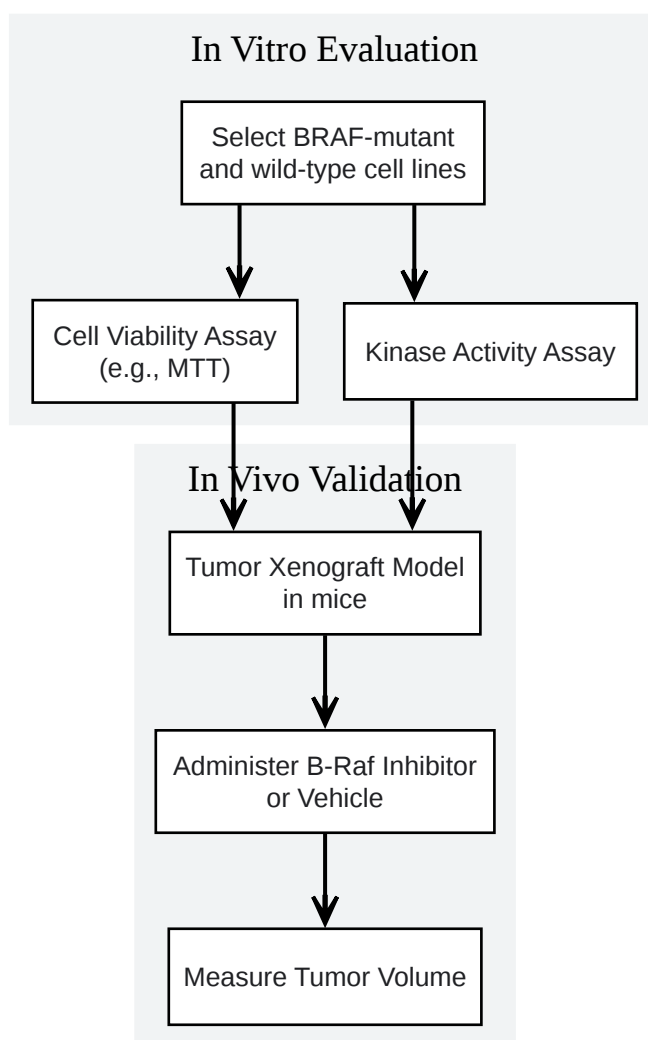 In Vitro Evaluation
Select BRAF-mutant
and wild-type cell lines
Cell Viability Assay
(e.g., MTT)
Kinase Activity Assay
In Vivo Validation
Tumor Xenograft Model
in mice
Administer B-Raf Inhibitor
or Vehicle
Measure Tumor Volume